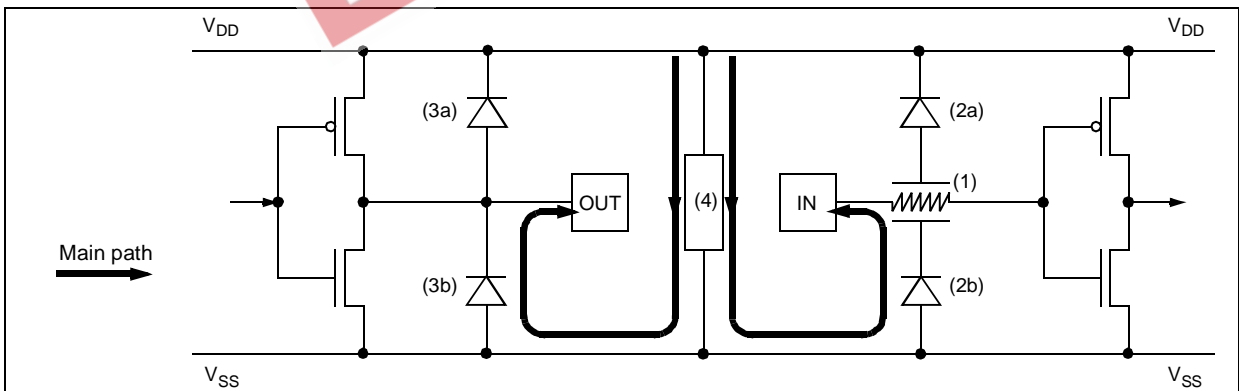 VDD
VDD
(3a)
(2a)
(1)
OUT
(4)
IN
Main path
(3b)
(2b)
VSS
VSS